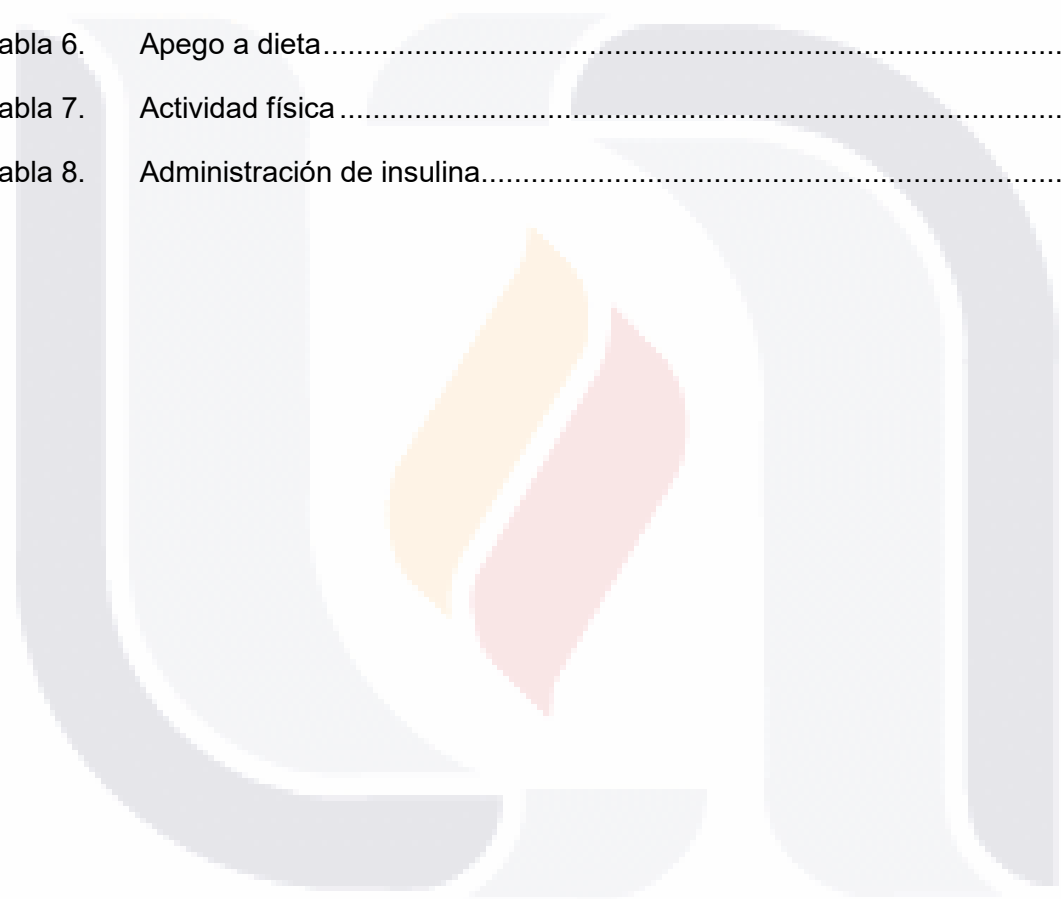 abla 6. Apego a dieta................................................................................................
abla 7. Actividad física..............................................................................................
abla 8. Administración de insulina............................................................................